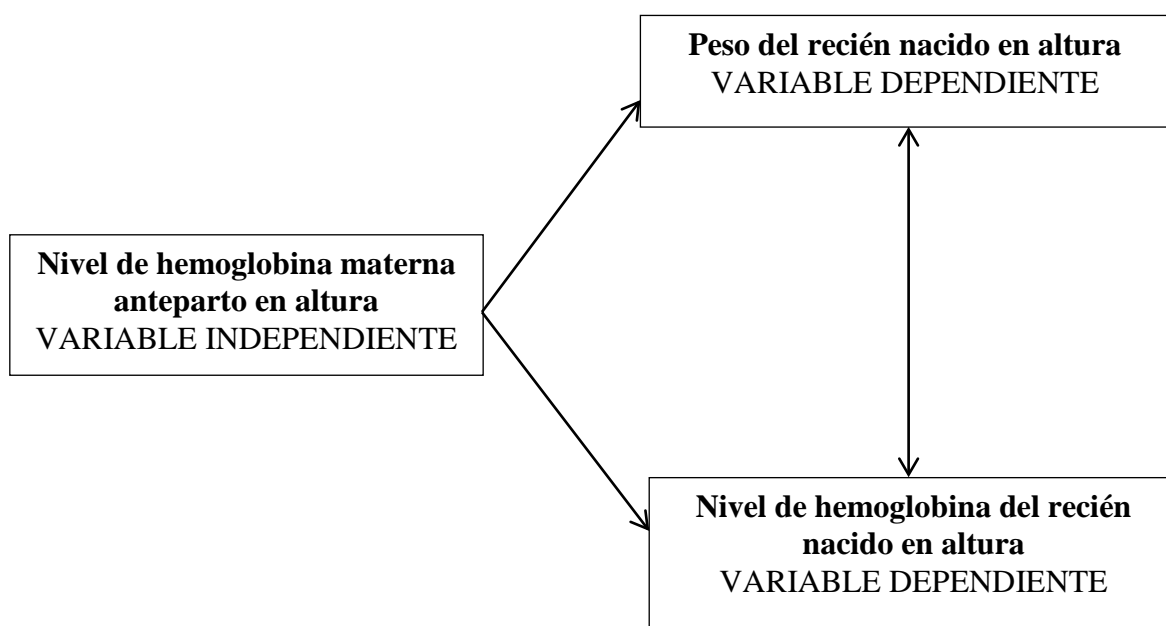 Peso del recién nacido en altura
VARIABLE DEPENDIENTE
Nivel de hemoglobina materna
anteparto en altura
VARIABLE INDEPENDIENTE
Nivel de hemoglobina del recién
nacido en altura
VARIABLE DEPENDIENTE